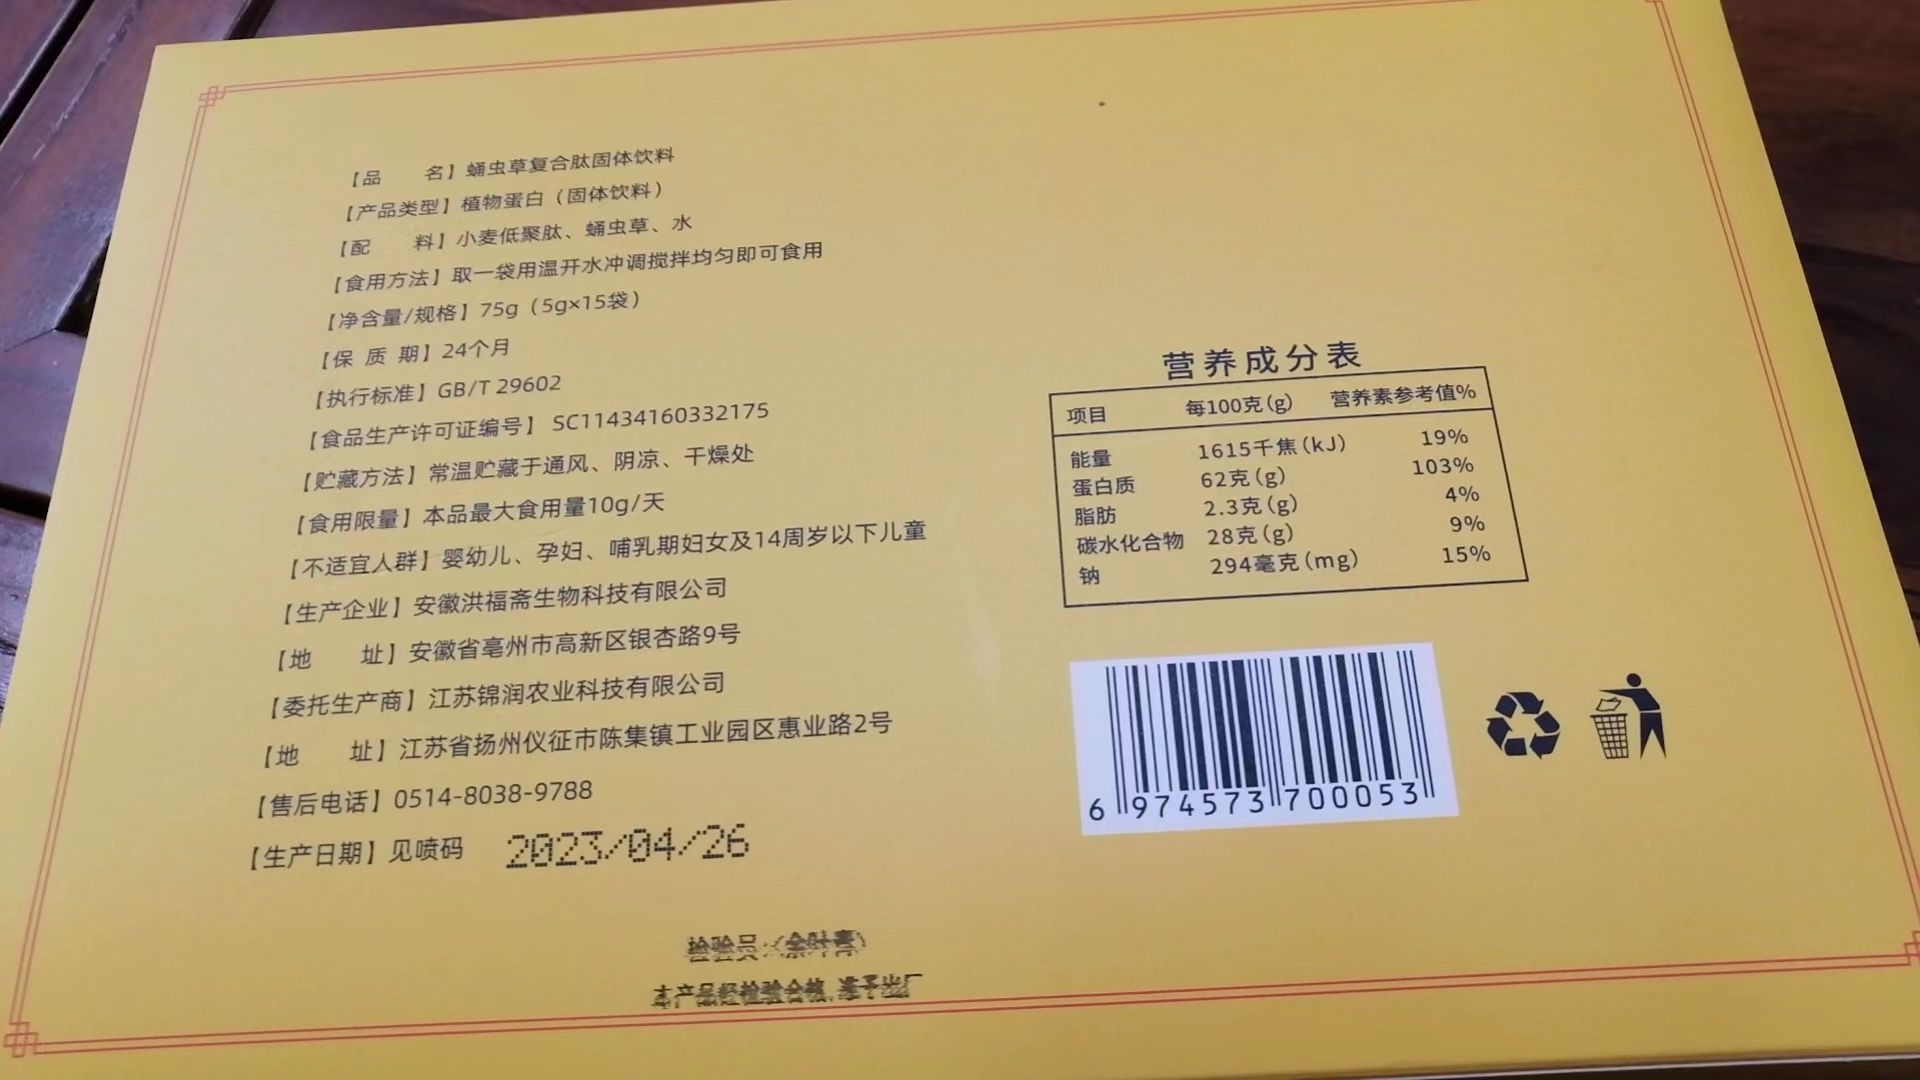 【品　　名】蛹虫草复合肽固体饮料
【产品类型】植物蛋白（固体饮料）
【配　　料】小麦低聚肽、蛹虫草、水
【食用方法】取一袋用温开水冲调搅拌均匀即可食用
【净含量/规格】75g（5g×15袋）
【保 质 期】24个月
【执行标准】GB/T 29602
【食品生产许可证编号】 SC11434160332175
【贮藏方法】常温贮藏于通风、阴凉、干燥处
【食用限量】本品最大食用量10g/天
【不适宜人群】婴幼儿、孕妇、哺乳期妇女及14周岁以下儿童
【生产企业】安徽洪福斋生物科技有限公司
【地　　址】安徽省亳州市高新区银杏路9号
【委托生产商】江苏锦润农业科技有限公司
【地　　址】江苏省扬州仪征市陈集镇工业园区惠业路2号
【售后电话】0514-8038-9788
【生产日期】见喷码 2023/04/26
检验员：
本产品经检验合格,准予出厂
营养成分表
项目 每100克(g) 营养素参考值%
能量 1615千焦(kJ) 19%
蛋白质 62克(g) 103%
脂肪 2.3克(g) 4%
碳水化合物 28克(g) 9%
钠 294毫克(mg) 15%
6 974573 700053